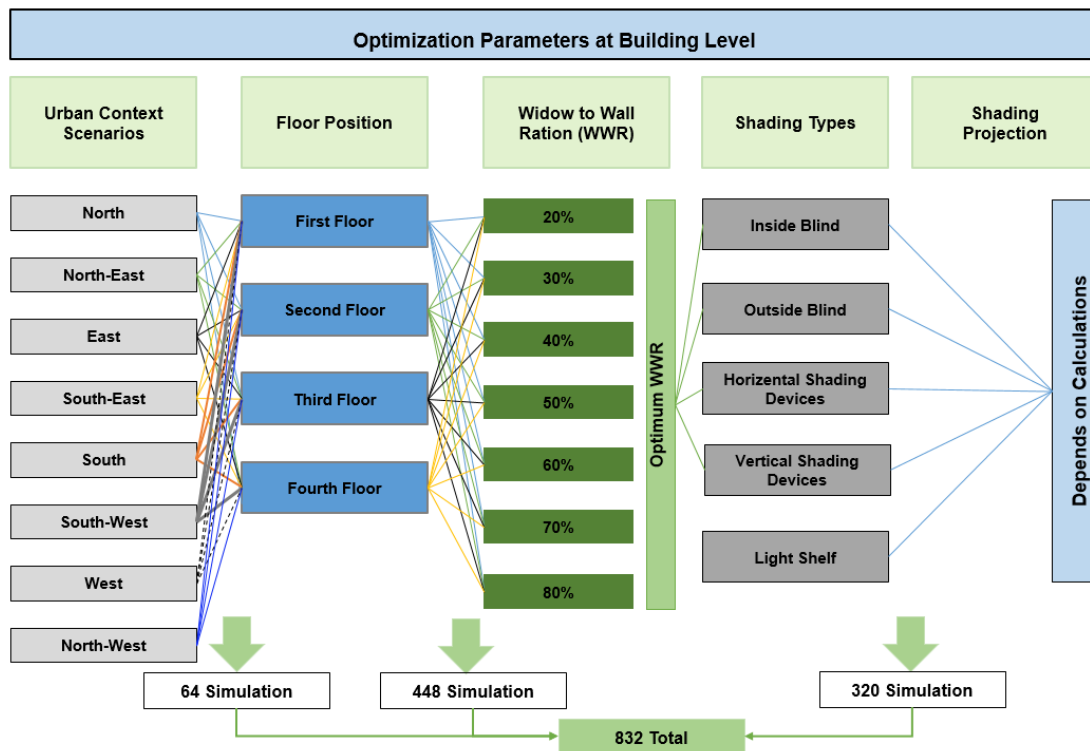 Optimization Parameters at Building Level
Urban Context
Scenarios
Floor Position
Widow to Wall
Ration (WWR)
Shading Types
Shading
Projection
North
North-East
East
South-East
South
South-West
West
North-West
First Floor
Second Floor
Third Floor
Fourth Floor
20%
30%
40%
50%
60%
70%
80%
Optimum WWR
Inside Blind
Outside Blind
Horizental Shading
Devices
Vertical Shading
Devices
Light Shelf
Depends on Calculations
64 Simulation
448 Simulation
320 Simulation
832 Total